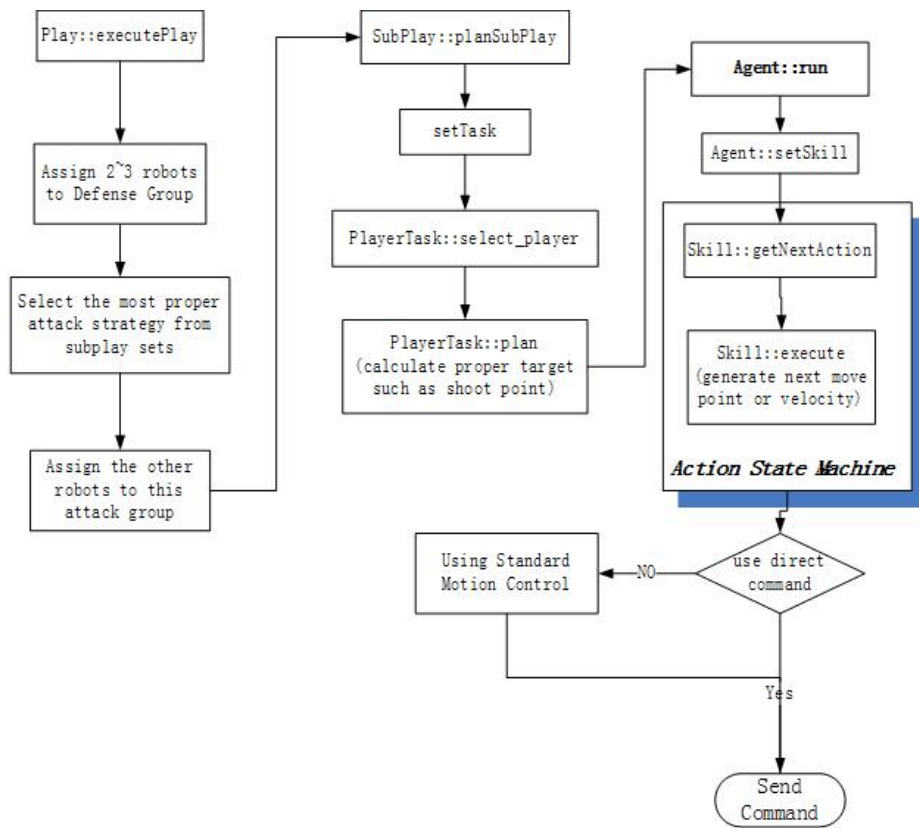 Play::executePlay
Assign 2~3 robots
to Defense Group
Select the most proper
attack strategy from
subplay sets
Assign the other
robots to this
attack group
SubPlay::planSubPlay
setTask
PlayerTask::select_player
PlayerTask::plan
(calculate proper target
such as shoot point)
Agent::run
Agent::setSkill
Skill::getNextAction
Skill::execute
(generate next move
point or velocity)
Action State Machine
use direct
command
NO
Using Standard
Motion Control
Yes
Send
Command